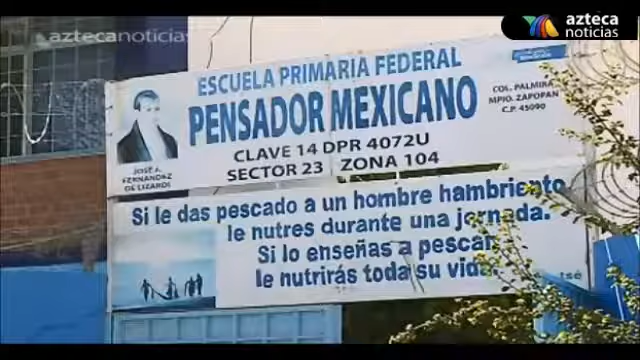 aztecanoticias
azteca
noticias
ESCUELA PRIMARIA FEDERAL
PENSADOR MEXICANO
CLAVE 14 DPR 4072U
SECTOR 23 ZONA 104
COL. PALMIRA
MPIO. ZAPOPAN
C.P. 45090
JOSÉ J.
FERNANDEZ
DE LIZARDI
Si le das pescado a un hombre hambriento
le nutres durante una jornada.
Si lo enseñas a pescar
le nutrirás toda su vida.